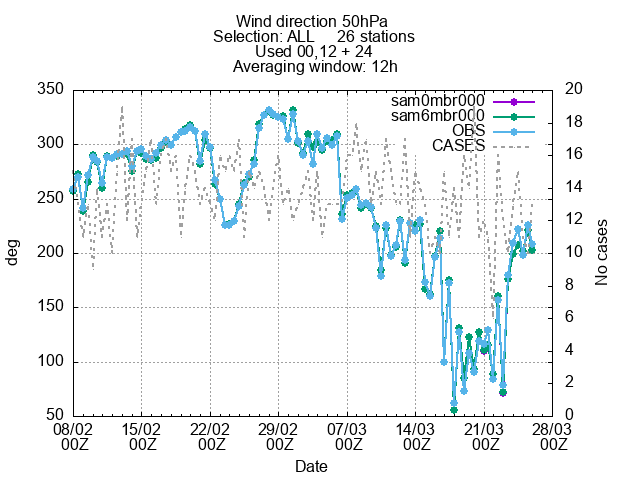 Wind direction 50hPa
Selection: ALL 26 stations
Used 00,12 + 24
Averaging window: 12h
350
300
250
200
150
100
50
deg
20
18
16
14
12
10
8
6
4
2
0
No cases
sam0mbr000
sam6mbr000
OBS
CASES
08/02 15/02 22/02 29/02 07/03 14/03 21/03 28/03
00Z 00Z 00Z 00Z 00Z 00Z 00Z 00Z
Date